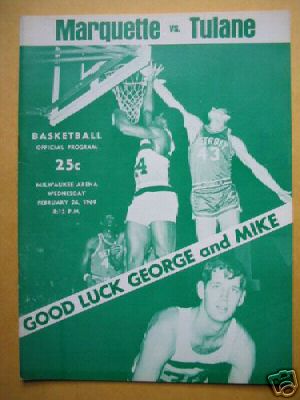 Marquette vs. Tulane
BASKETBALL
OFFICIAL PROGRAM
25c
MILWAUKEE ARENA
WEDNESDAY
FEBRUARY 26, 1969
8:15 P.M.
43
24
GOOD LUCK GEORGE and MIKE